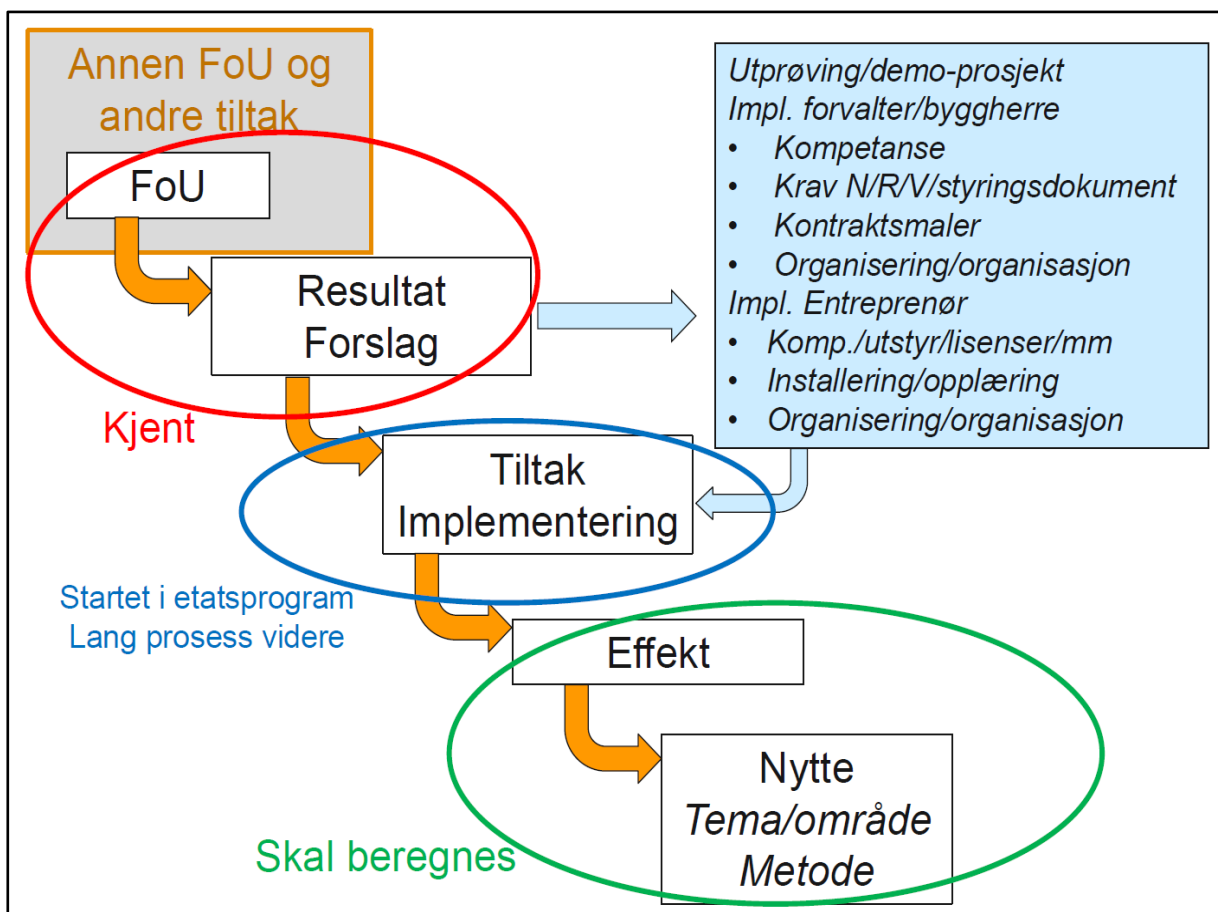 Annen FoU og
andre tiltak
FoU
Resultat
Forslag
Kjent
Utprøving/demo-prosjekt
Impl. forvalter/byggherre
• Kompetanse
• Krav N/R/V/styringsdokument
• Kontraktsmaler
• Organisering/organisasjon
Impl. Entreprenør
• Komp./utstyr/lisenser/mm
• Installering/opplæring
• Organisering/organisasjon
Tiltak
Implementering
Startet i etatsprogram
Lang prosess videre
Effekt
Nytte
Tema/område
Metode
Skal beregnes